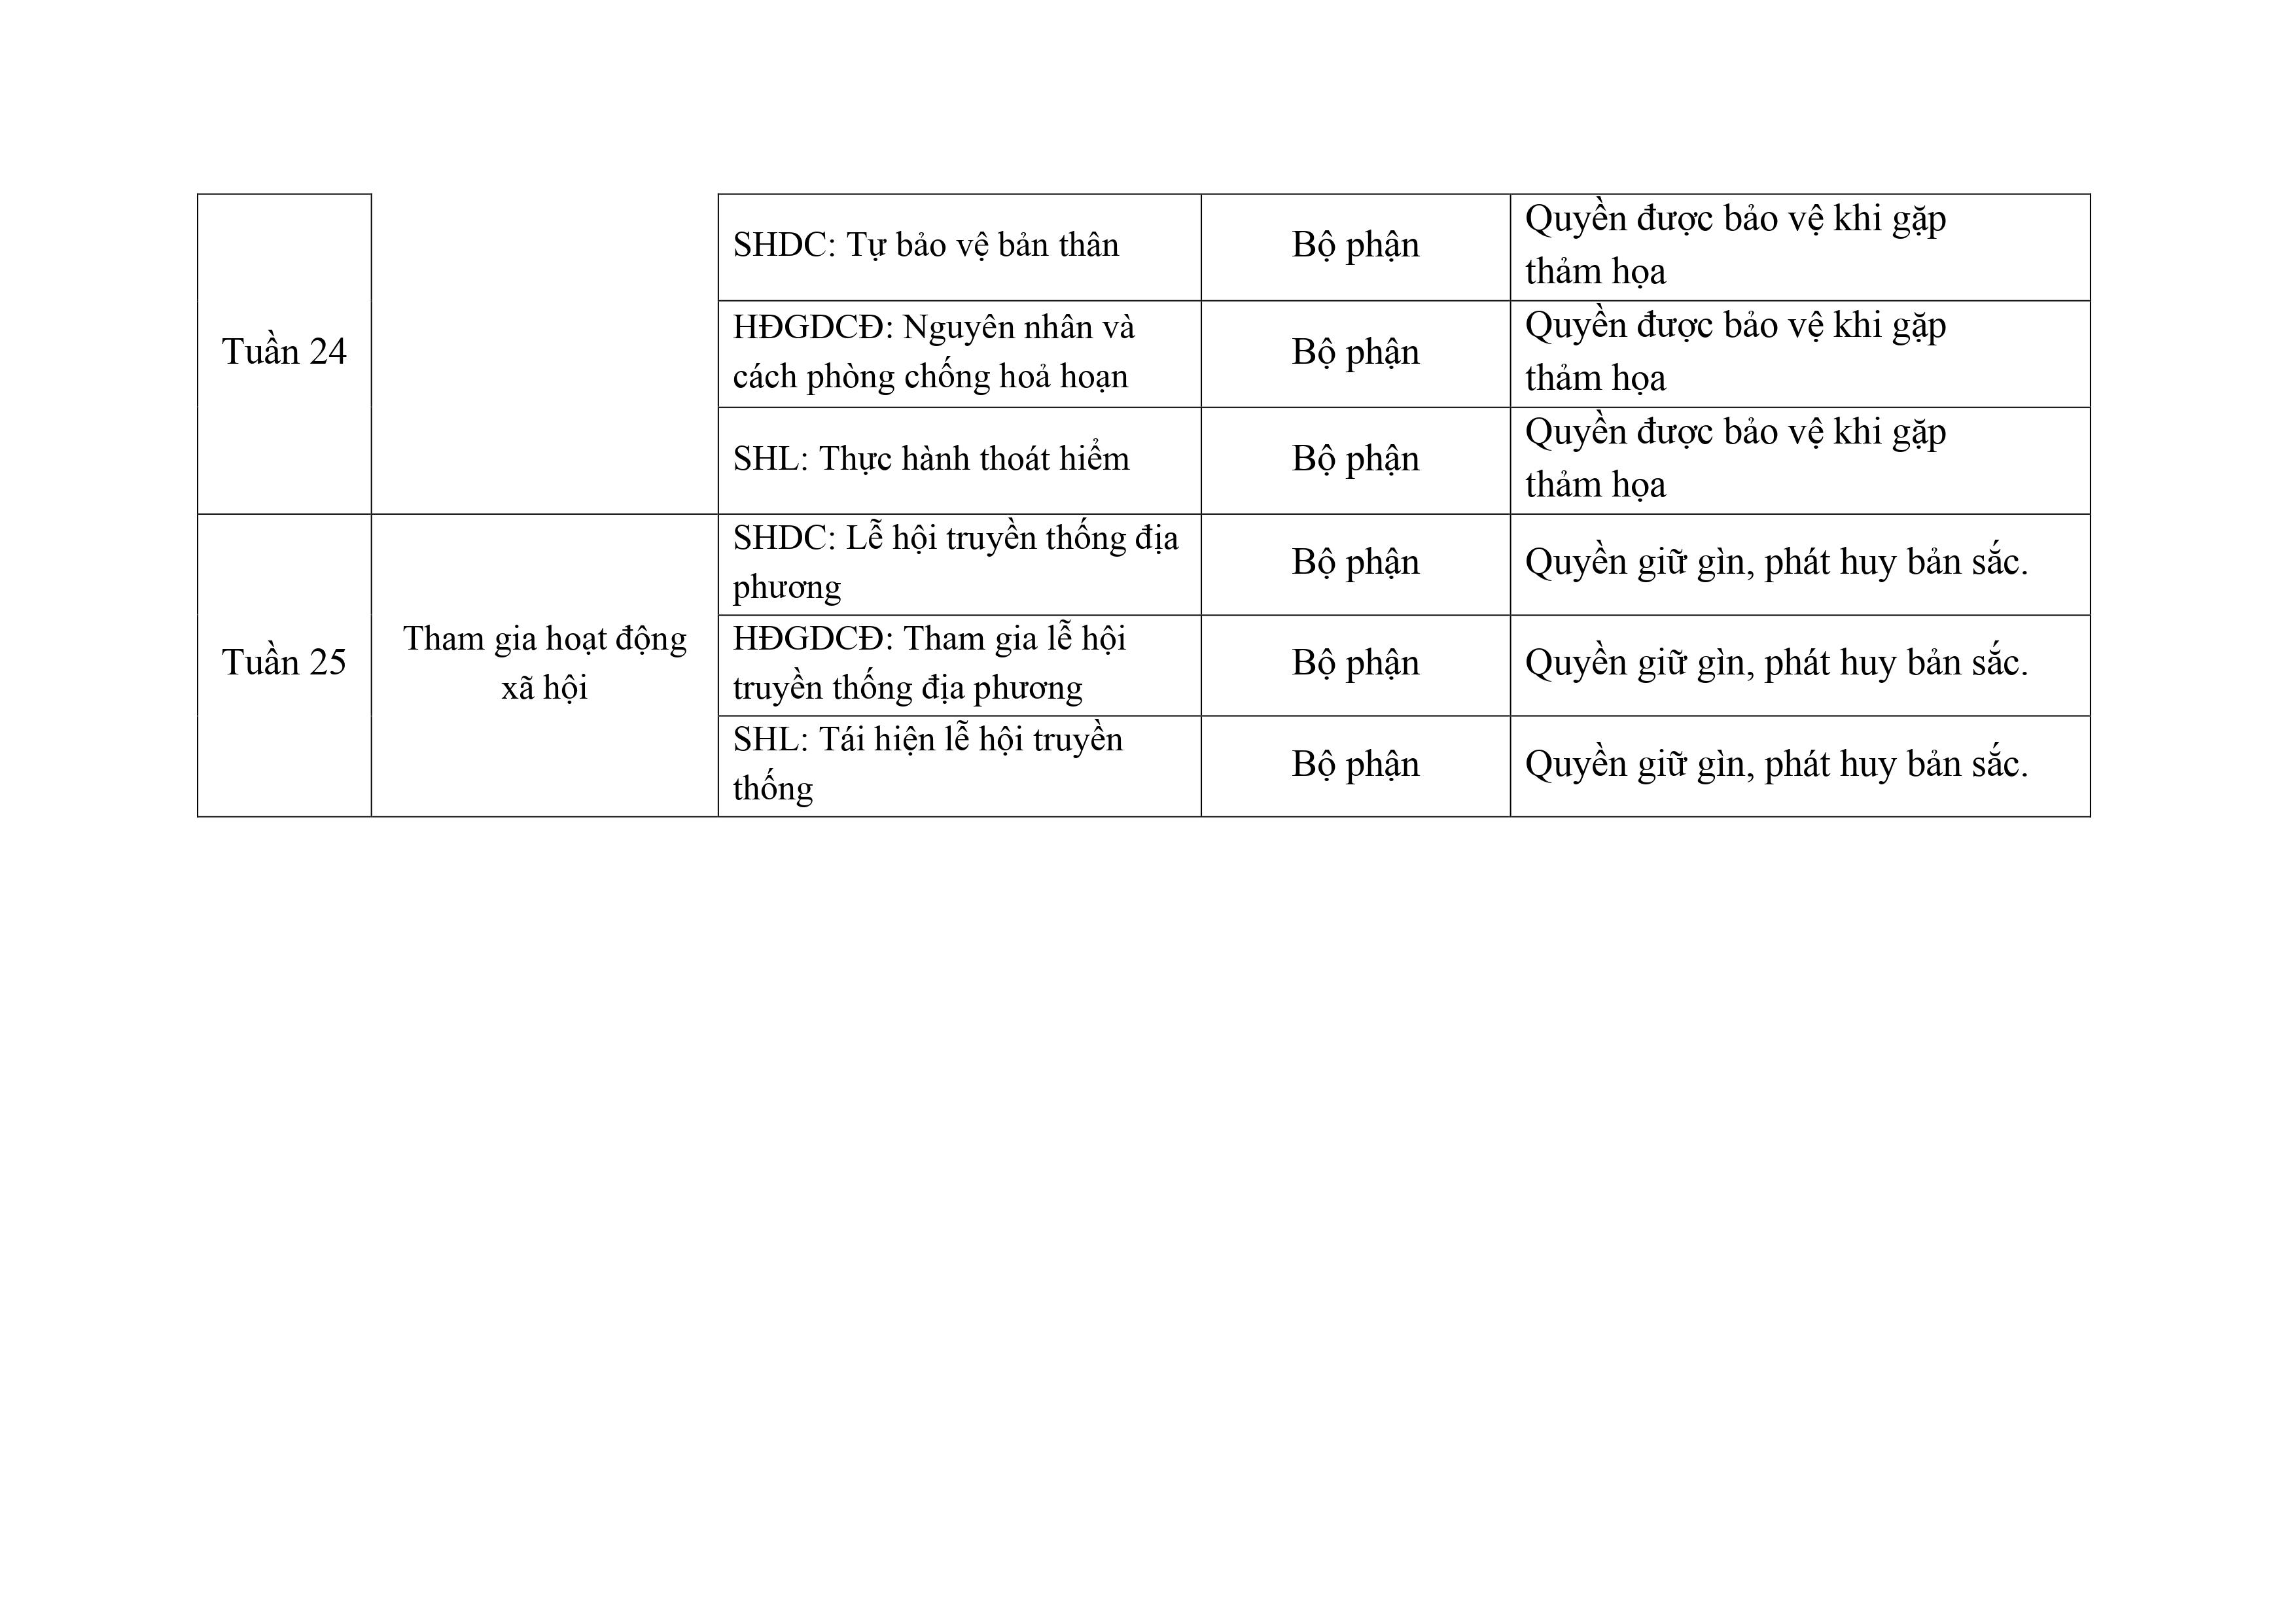 Tuần 24
SHDC: Tự bảo vệ bản thân
Bộ phận
Quyền được bảo vệ khi gặp
thảm họa
HĐGDCĐ: Nguyên nhân và
cách phòng chống hoả hoạn
Bộ phận
Quyền được bảo vệ khi gặp
thảm họa
SHL: Thực hành thoát hiểm
Bộ phận
Quyền được bảo vệ khi gặp
thảm họa
Tuần 25
Tham gia hoạt động
xã hội
SHDC: Lễ hội truyền thống địa
phương
Bộ phận
Quyền giữ gìn, phát huy bản sắc.
HĐGDCĐ: Tham gia lễ hội
truyền thống địa phương
Bộ phận
Quyền giữ gìn, phát huy bản sắc.
SHL: Tái hiện lễ hội truyền
thống
Bộ phận
Quyền giữ gìn, phát huy bản sắc.